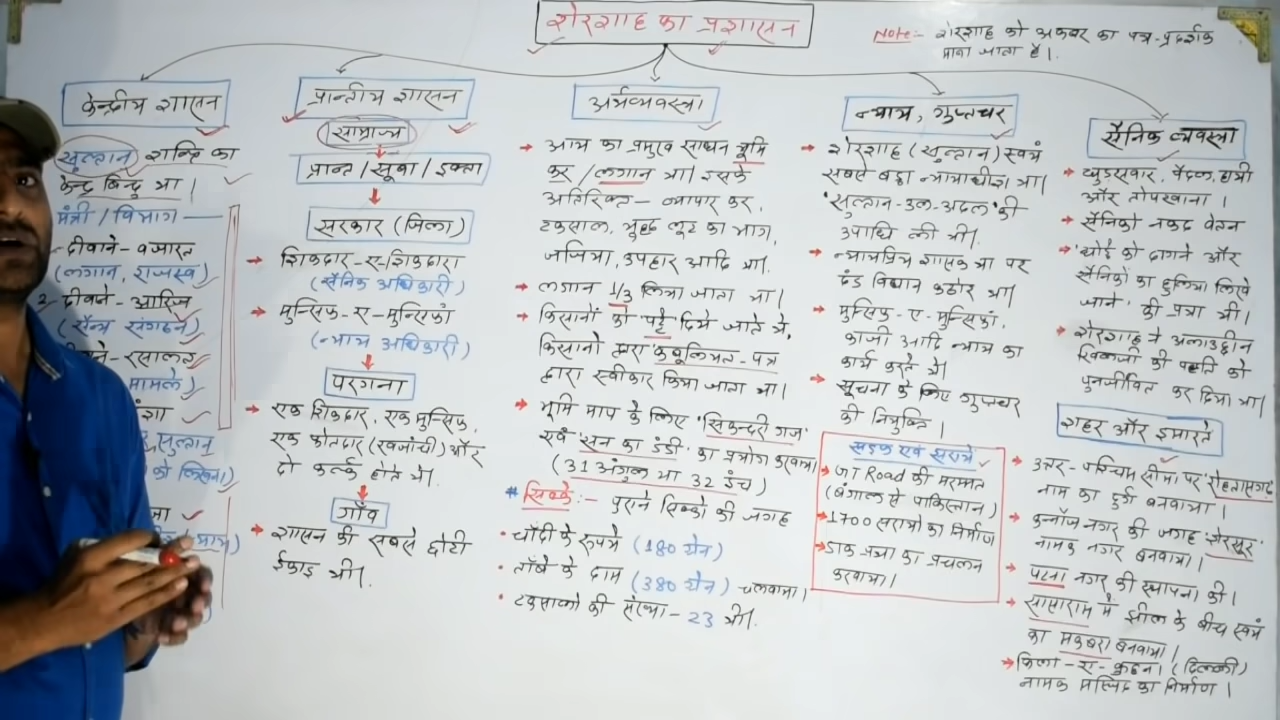 शेरशाह का प्रशासन
Note:- शेरशाह को अकबर का पथ-प्रदर्शक
माना जाता है।
केन्द्रीय शासन
सुल्तान शक्ति का
केन्द्र बिन्दु था।
मंत्री / विभाग
दीवाने-वजारत
(लगान, राजस्व)
2. दीवाने-आरिज
(सैन्य संगठन)
रसालत
मामले)
शा
सुल्तान
प्रान्तीय शासन
साम्राज्य
प्रान्त / सूबा / इक्ता
सरकार (जिला)
शिकदार-ए-शिकदारा
(सैनिक अधिकारी)
मुन्सिफ-ए-मुन्सिफा
(न्याय अधिकारी)
परगना
एक शिकदार, एक मुन्सिफ,
एक फोतदार (खजांची) और
दो कर्ल्क होते थे।
गाँव
शासन की सबसे छोटी
ईकाइ थी।
अर्थव्यवस्था
आय का प्रमुख साधन भूमि
कर / लगान था। इसके
अतिरिक्त - व्यापार कर,
टकसाल, युद्ध लूट का भाग,
जजिया, उपहार आदि था।
लगान 1/3 लिया जाता था।
किसानों को पट्टे दिये जाते थे,
किसानो द्वारा कबूलियत-पत्र
द्वारा स्वीकार किया जाता था।
भूमि माप के लिए 'सिकन्दरी गज'
एवं 'सन का डंडी' का प्रयोग करवाया
(31 अंगुल या 32 इंच)
# सिक्के:- पुराने सिक्को की जगह
• चाँदी के रूपये (180 ग्रेन)
• ताँबे के दाम (380 ग्रेन) चलवाया।
• टकसालो की संख्या - 23 थी।
न्याय, गुप्तचर
शेरशाह (सुल्तान) स्वयं
सबसे बड़ा न्यायाधीश था।
'सुल्तान-उल-अदल' की
उपाधि ली थी।
न्यायप्रिय शासक था पर
दंड विधान कठोर था।
मुन्सिफ-ए-मुन्सिफा,
काजी आदि न्याय का
कार्य करते थे।
सूचना के लिए गुप्तचर
की नियुक्ति।
सड़क एवं सराये
GT Road की मरम्मत
(बंगाल से पाकिस्तान)
1700 सरायो का निर्माण
डाक प्रथा का प्रचलन
करवाया।
सैनिक व्यवस्था
घुड़सवार, पैदल, हाथी
और तोपखाना।
सैनिको नकद वेतन
घोड़े को दागने और
सैनिकों का हुलिया लिखे
जाने की प्रथा थी।
शेरशाह ने अलाउद्दीन
खिलजी की पद्धति को
पुनर्जीवित कर दिया था।
शहर और इमारते
उत्तर-पश्चिम सीमा पर 'रोहतासगढ़'
नाम का दुर्ग बनवाया।
कन्नौज नगर की जगह 'शेरसूर'
नामक नगर बनवाया।
पटना नगर की स्थापना की।
सासाराम में झील के बीच स्वयं
का मकबरा बनवाया।
किला-ए-कुहना (दिल्ली)
नामक मस्जिद का निर्माण।